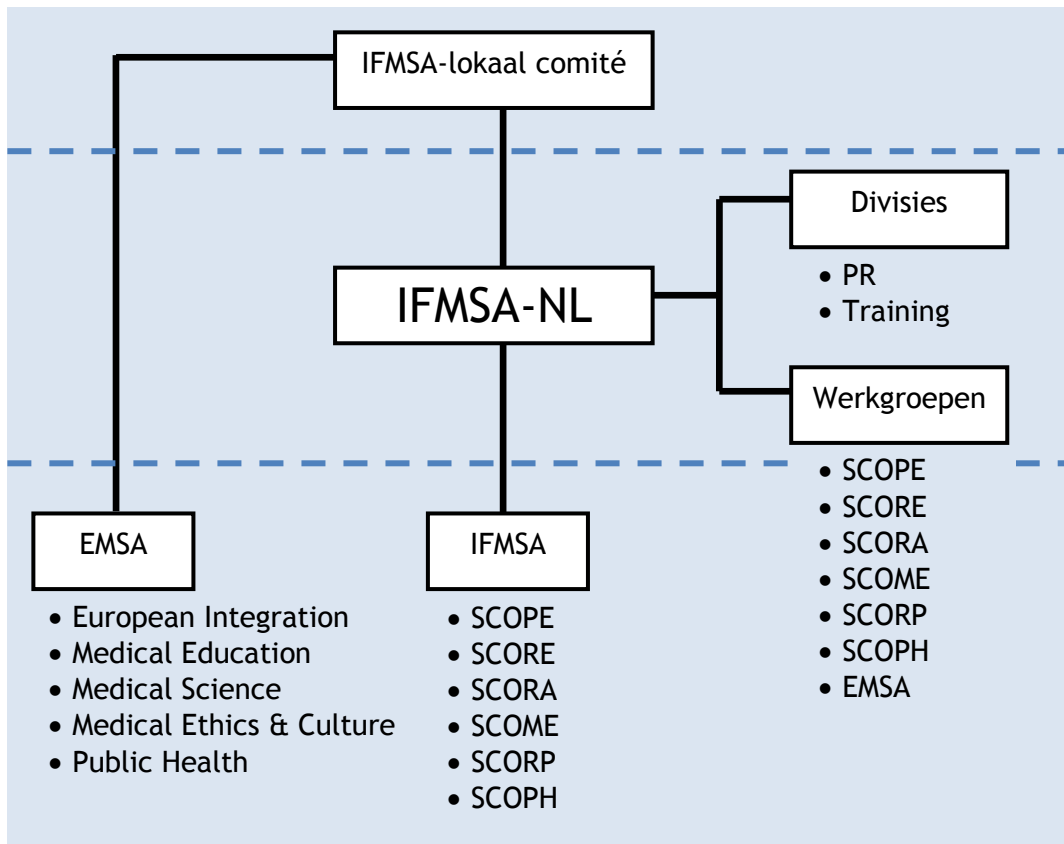 IFMSA-lokaal comité
IFMSA-NL
Divisies
• PR
• Training
Werkgroepen
• SCOPE
• SCORE
• SCORA
• SCOME
• SCORP
• SCOPH
• EMSA
EMSA
• European Integration
• Medical Education
• Medical Science
• Medical Ethics & Culture
• Public Health
IFMSA
• SCOPE
• SCORE
• SCORA
• SCOME
• SCORP
• SCOPH